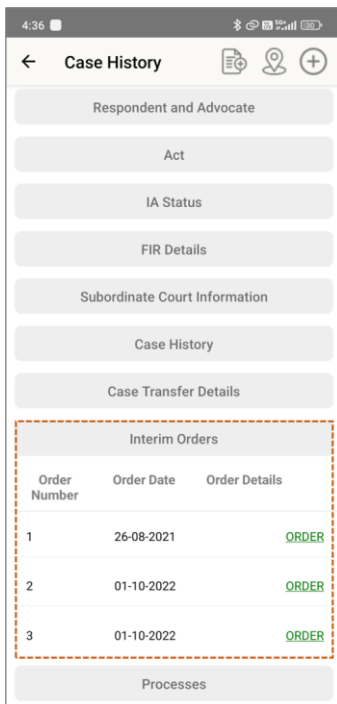 4:36
Case History
Respondent and Advocate
Act
IA Status
FIR Details
Subordinate Court Information
Case History
Case Transfer Details
Interim Orders
Order Number Order Date Order Details
1 26-08-2021 ORDER
2 01-10-2022 ORDER
3 01-10-2022 ORDER
Processes